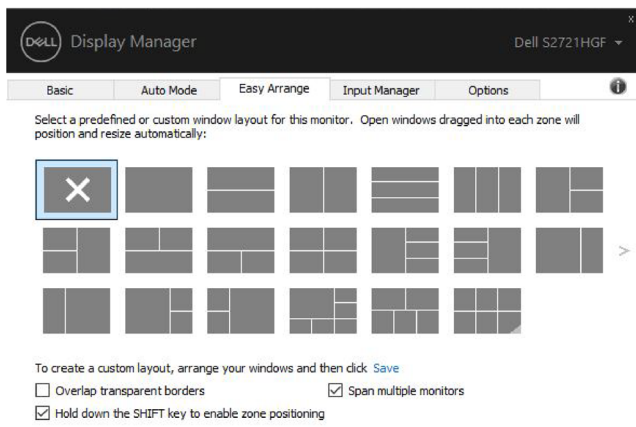 DELL Display Manager
Dell S2721HGF
Basic Auto Mode Easy Arrange Input Manager Options
Select a predefined or custom window layout for this monitor. Open windows dragged into each zone will
position and resize automatically:
To create a custom layout, arrange your windows and then click Save
Overlap transparent borders
Span multiple monitors
Hold down the SHIFT key to enable zone positioning